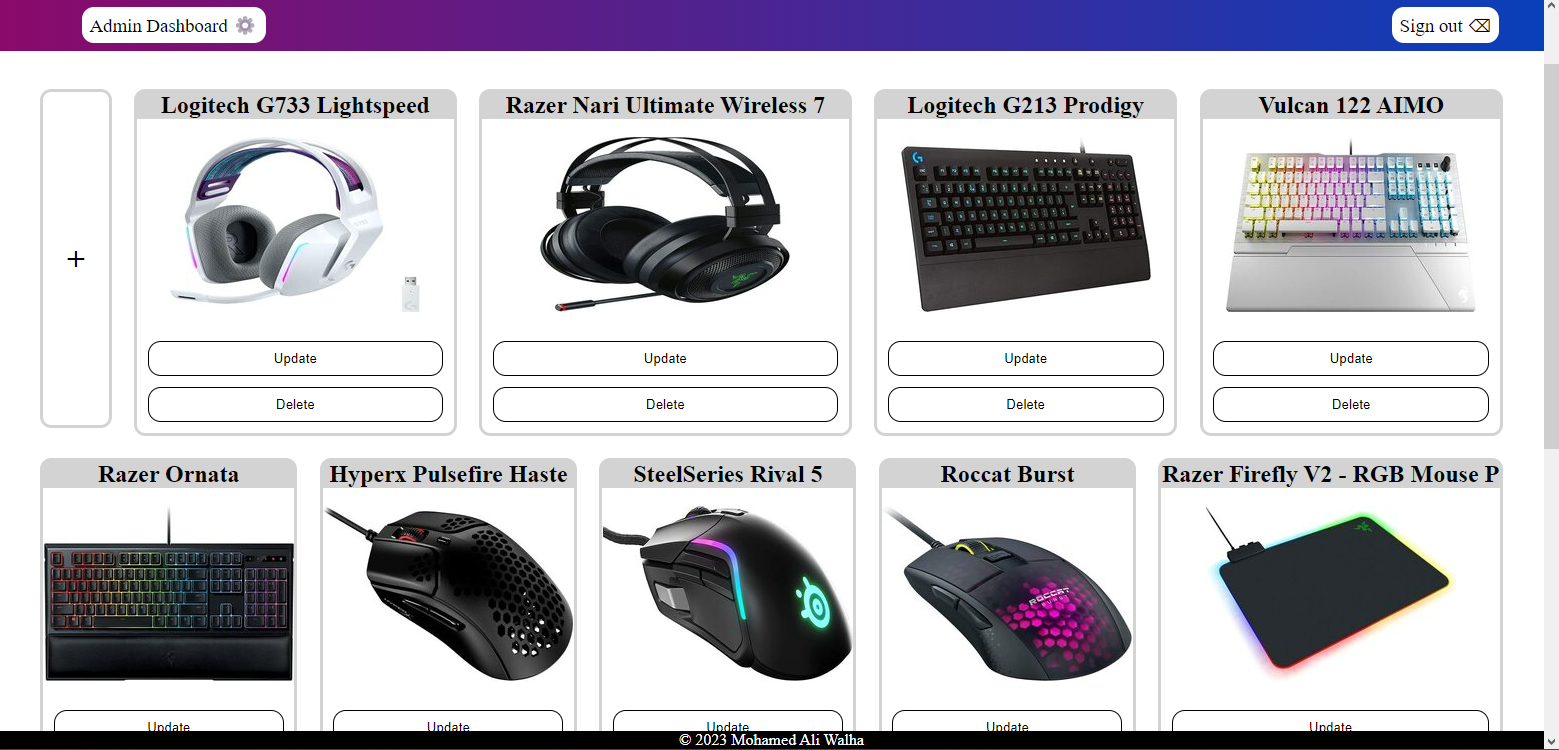 Admin Dashboard ⚙
Sign out ⌫
+
Logitech G733 Lightspeed
Update
Delete
Razer Nari Ultimate Wireless 7
Update
Delete
Logitech G213 Prodigy
Update
Delete
Vulcan 122 AIMO
Update
Delete
Razer Ornata
Update
Hyperx Pulsefire Haste
Update
SteelSeries Rival 5
Update
Roccat Burst
ROCCAT
Update
Razer Firefly V2 - RGB Mouse P
Update
© 2023 Mohamed Ali Walha